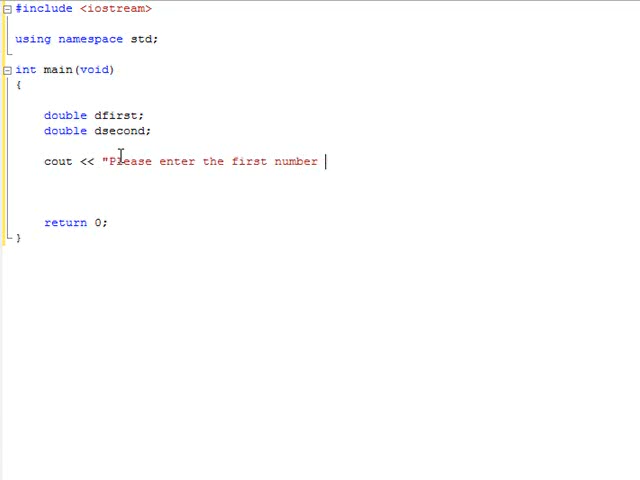 #include <iostream>
using namespace std;
int main(void)
{
double dfirst;
double dsecond;
cout << "Please enter the first number
return 0;
}